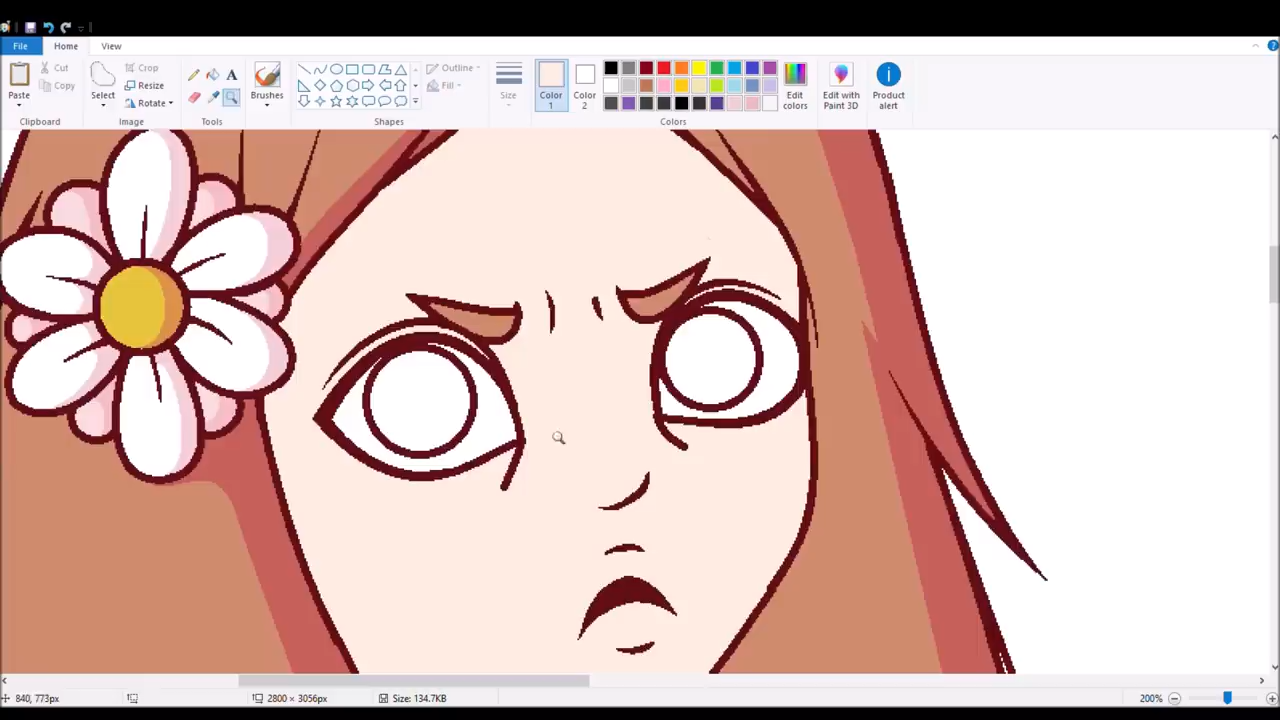 File Home View
Paste Cut Copy Select Crop Resize Rotate A Brushes Outline Fill Size Color 1 Color 2 Edit colors Edit with Paint 3D Product alert
Clipboard Image Tools Shapes Colors
840, 773px 2800 × 3056px Size: 134.7KB 200%